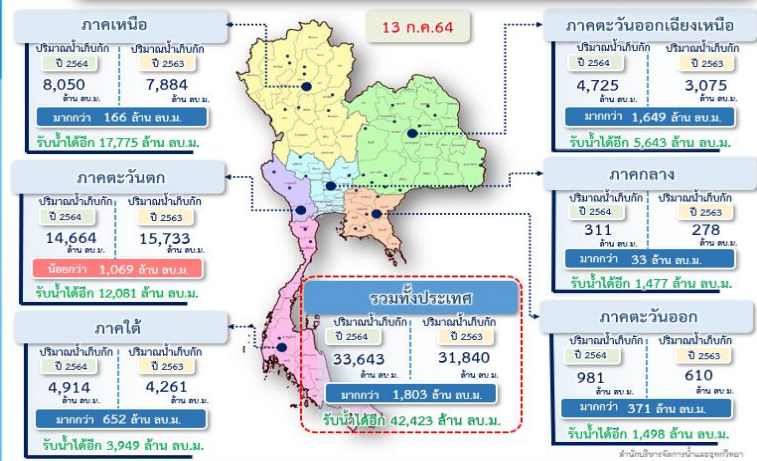 13 ก.ค.64
ภาคเหนือ
ปริมาณน้ำเก็บกัก ปริมาณน้ำเก็บกัก
ปี 2564 ปี 2563
8,050 7,884
ล้าน ลบ.ม. ล้าน ลบ.ม.
มากกว่า 166 ล้าน ลบ.ม.
รับน้ำได้อีก 17,775 ล้าน ลบ.ม.
ภาคตะวันออกเฉียงเหนือ
ปริมาณน้ำเก็บกัก ปริมาณน้ำเก็บกัก
ปี 2564 ปี 2563
4,725 3,075
ล้าน ลบ.ม. ล้าน ลบ.ม.
มากกว่า 1,649 ล้าน ลบ.ม.
รับน้ำได้อีก 5,643 ล้าน ลบ.ม.
ภาคตะวันตก
ปริมาณน้ำเก็บกัก ปริมาณน้ำเก็บกัก
ปี 2564 ปี 2563
14,664 15,733
ล้าน ลบ.ม. ล้าน ลบ.ม.
น้อยกว่า 1,069 ล้าน ลบ.ม.
รับน้ำได้อีก 12,081 ล้าน ลบ.ม.
ภาคกลาง
ปริมาณน้ำเก็บกัก ปริมาณน้ำเก็บกัก
ปี 2564 ปี 2563
311 278
ล้าน ลบ.ม. ล้าน ลบ.ม.
มากกว่า 33 ล้าน ลบ.ม.
รับน้ำได้อีก 1,477 ล้าน ลบ.ม.
ภาคใต้
ปริมาณน้ำเก็บกัก ปริมาณน้ำเก็บกัก
ปี 2564 ปี 2563
4,914 4,261
ล้าน ลบ.ม. ล้าน ลบ.ม.
มากกว่า 652 ล้าน ลบ.ม.
รับน้ำได้อีก 3,949 ล้าน ลบ.ม.
รวมทั้งประเทศ
ปริมาณน้ำเก็บกัก ปริมาณน้ำเก็บกัก
ปี 2564 ปี 2563
33,643 31,840
ล้าน ลบ.ม. ล้าน ลบ.ม.
มากกว่า 1,803 ล้าน ลบ.ม.
รับน้ำได้อีก 42,423 ล้าน ลบ.ม.
ภาคตะวันออก
ปริมาณน้ำเก็บกัก ปริมาณน้ำเก็บกัก
ปี 2564 ปี 2563
981 610
ล้าน ลบ.ม. ล้าน ลบ.ม.
มากกว่า 371 ล้าน ลบ.ม.
รับน้ำได้อีก 1,498 ล้าน ลบ.ม.
สำนักบริหารจัดการน้ำและอุทกวิทยา